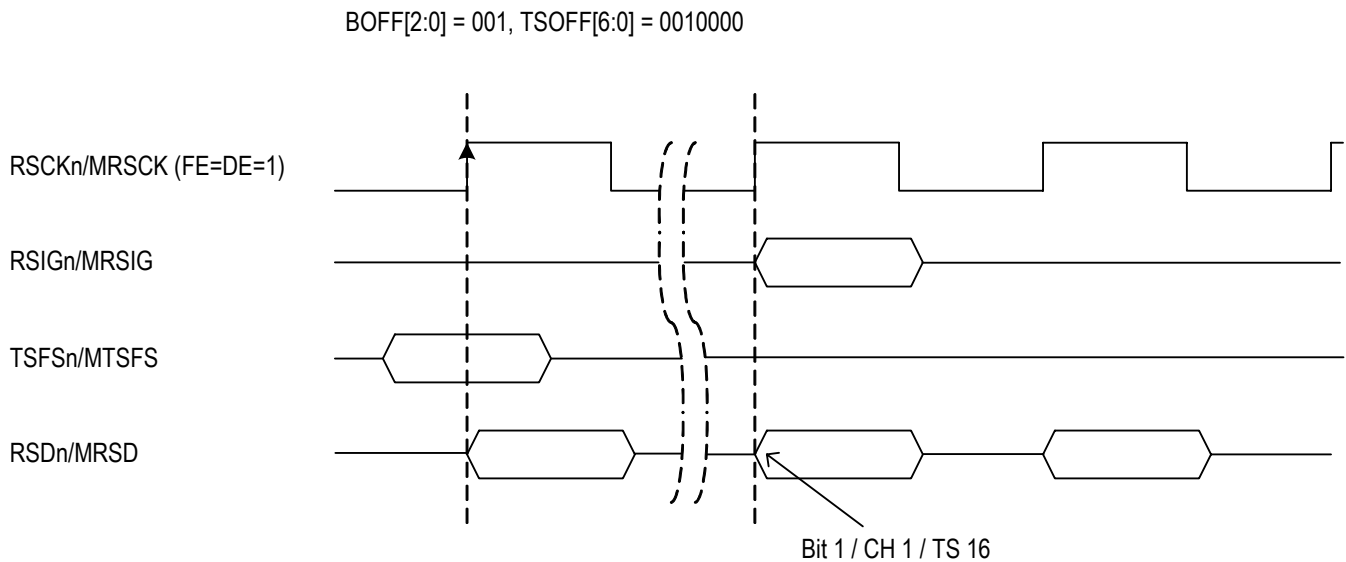 BOFF[2:0] = 001, TSOFF[6:0] = 0010000
RSCKn/MRSCK (FE=DE=1)
RSIGn/MRSIG
TSFSn/MTSFS
RSDn/MRSD
Bit 1 / CH 1 / TS 16